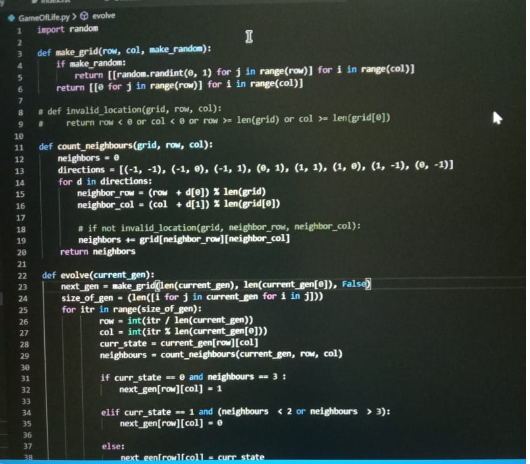 GameOfLife.py > evolve
1 import random
2
3 def make_grid(row, col, make_random):
4 if make_random:
5 return [[random.randint(0, 1) for j in range(row)] for i in range(col)]
6 return [[0 for j in range(row)] for i in range(col)]
7
8 # def invalid_location(grid, row, col):
9 # return row < 0 or col < 0 or row >= len(grid) or col >= len(grid[0])
10
11 def count_neighbours(grid, row, col):
12 neighbors = 0
13 directions = [(-1, -1), (-1, 0), (-1, 1), (0, 1), (1, 1), (1, 0), (1, -1), (0, -1)]
14 for d in directions:
15 neighbor_row = (row + d[0]) % len(grid)
16 neighbor_col = (col + d[1]) % len(grid[0])
17
18 # if not invalid_location(grid, neighbor_row, neighbor_col):
19 neighbors += grid[neighbor_row][neighbor_col]
20 return neighbors
21
22 def evolve(current_gen):
23 next_gen = make_grid(len(current_gen), len(current_gen[0]), False)
24 size_of_gen = (len([i for j in current_gen for i in j]))
25 for itr in range(size_of_gen):
26 row = int(itr / len(current_gen))
27 col = int(itr % len(current_gen[0]))
28 curr_state = current_gen[row][col]
29 neighbours = count_neighbours(current_gen, row, col)
30
31 if curr_state == 0 and neighbours == 3 :
32 next_gen[row][col] = 1
33
34 elif curr_state == 1 and (neighbours < 2 or neighbours > 3):
35 next_gen[row][col] = 0
36
37 else:
38 next_gen[row][col] = curr_state